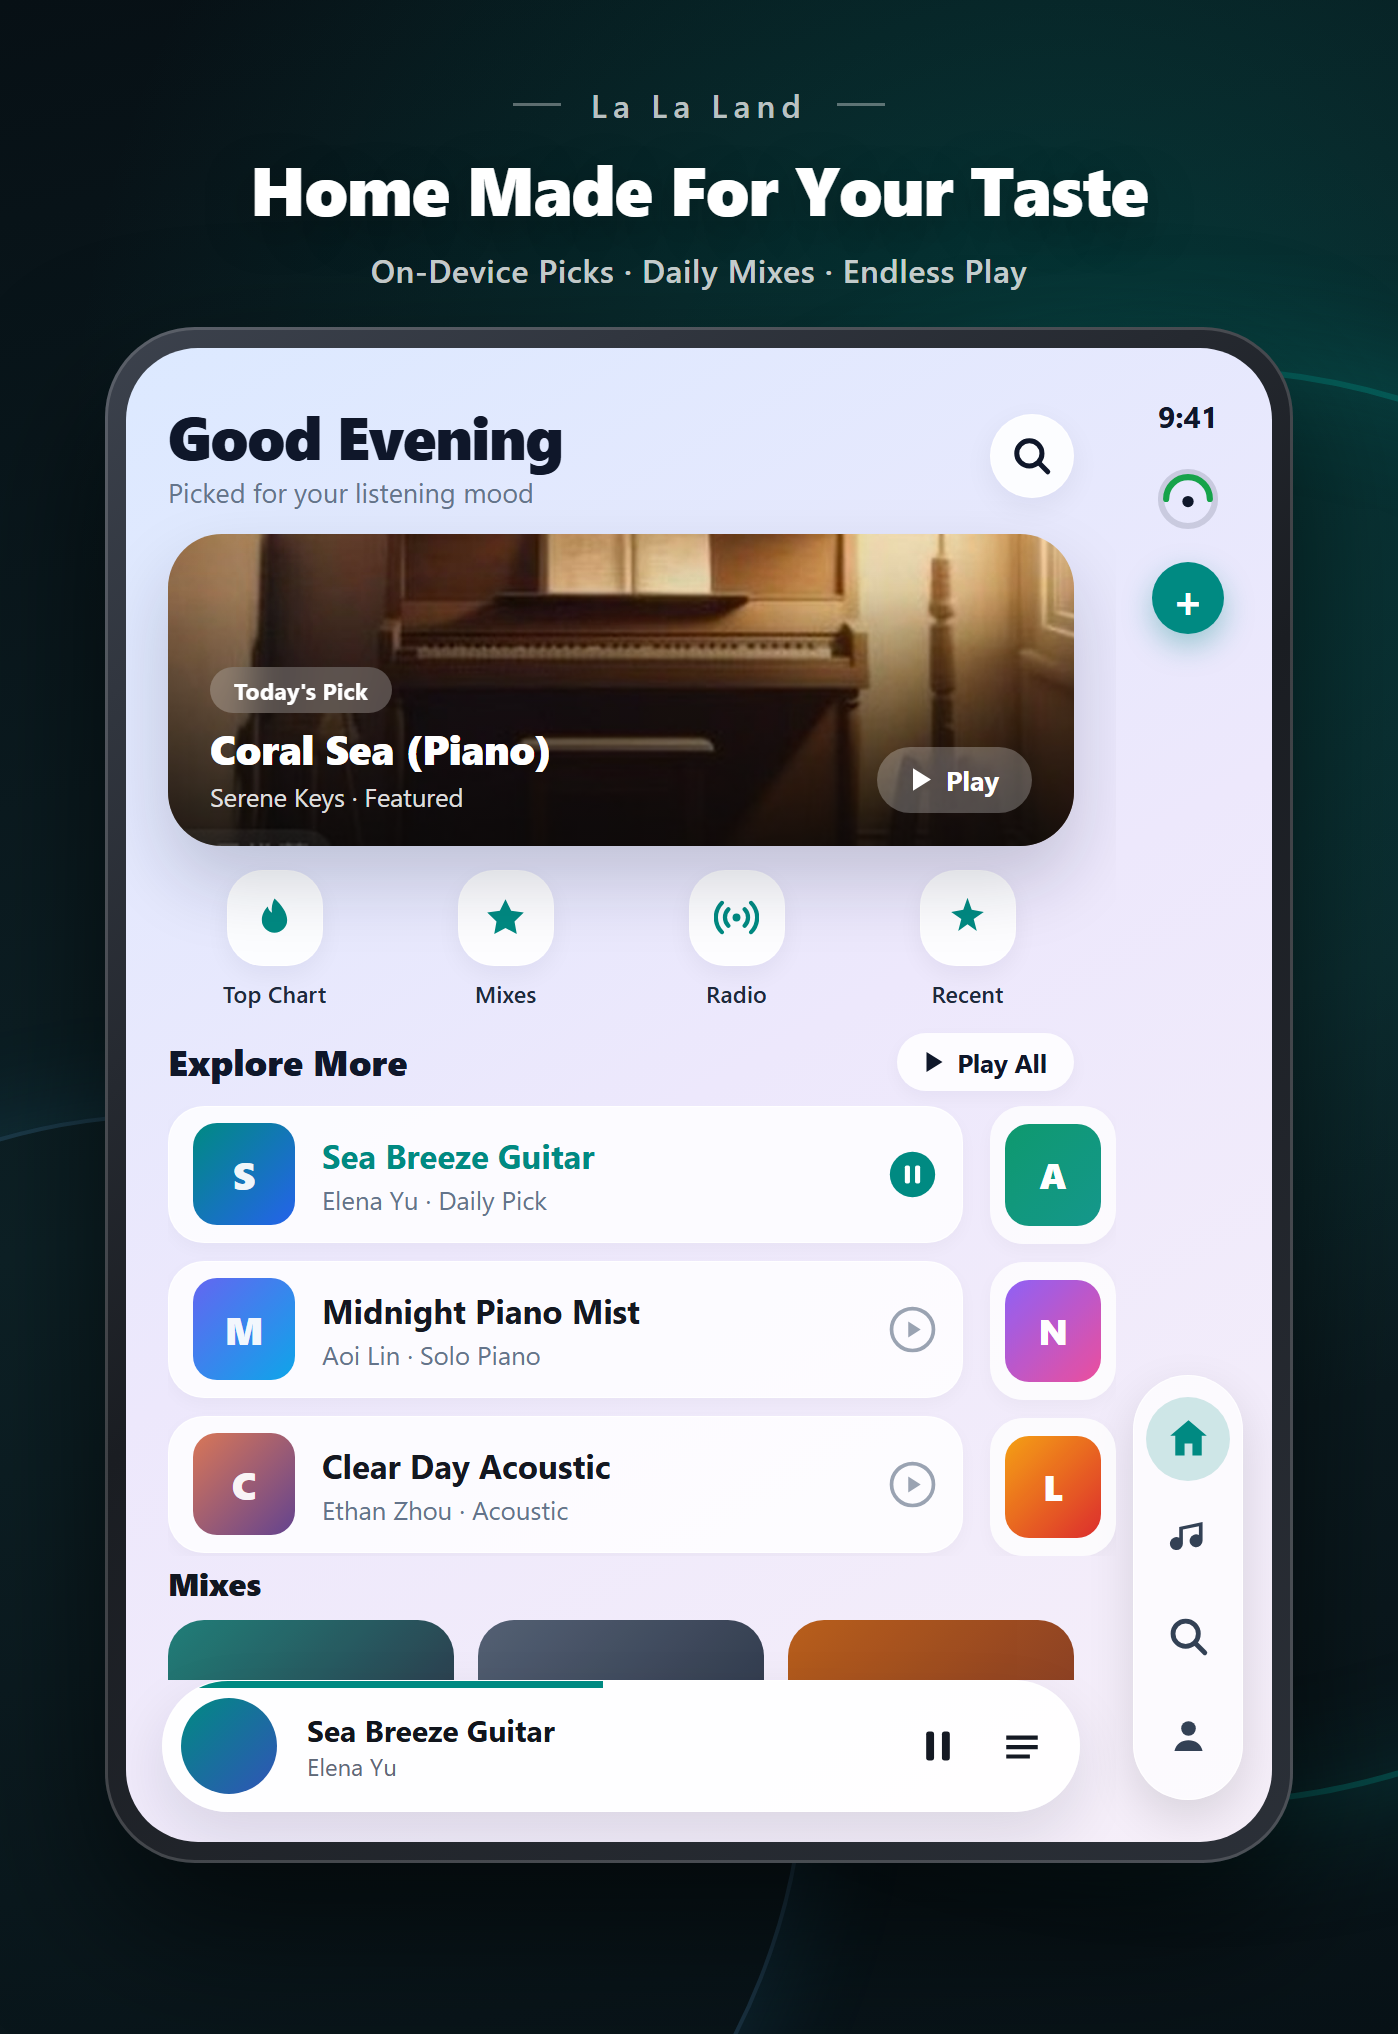 La La Land
Home Made For Your Taste
On-Device Picks · Daily Mixes · Endless Play
9:41
Good Evening
Picked for your listening mood
+
Today's Pick
Coral Sea (Piano)
Serene Keys · Featured
Play
Top Chart
Mixes
Radio
Recent
Explore More
Play All
S
Sea Breeze Guitar
Elena Yu · Daily Pick
A
M
Midnight Piano Mist
Aoi Lin · Solo Piano
N
C
Clear Day Acoustic
Ethan Zhou · Acoustic
L
Mixes
Sea Breeze Guitar
Elena Yu